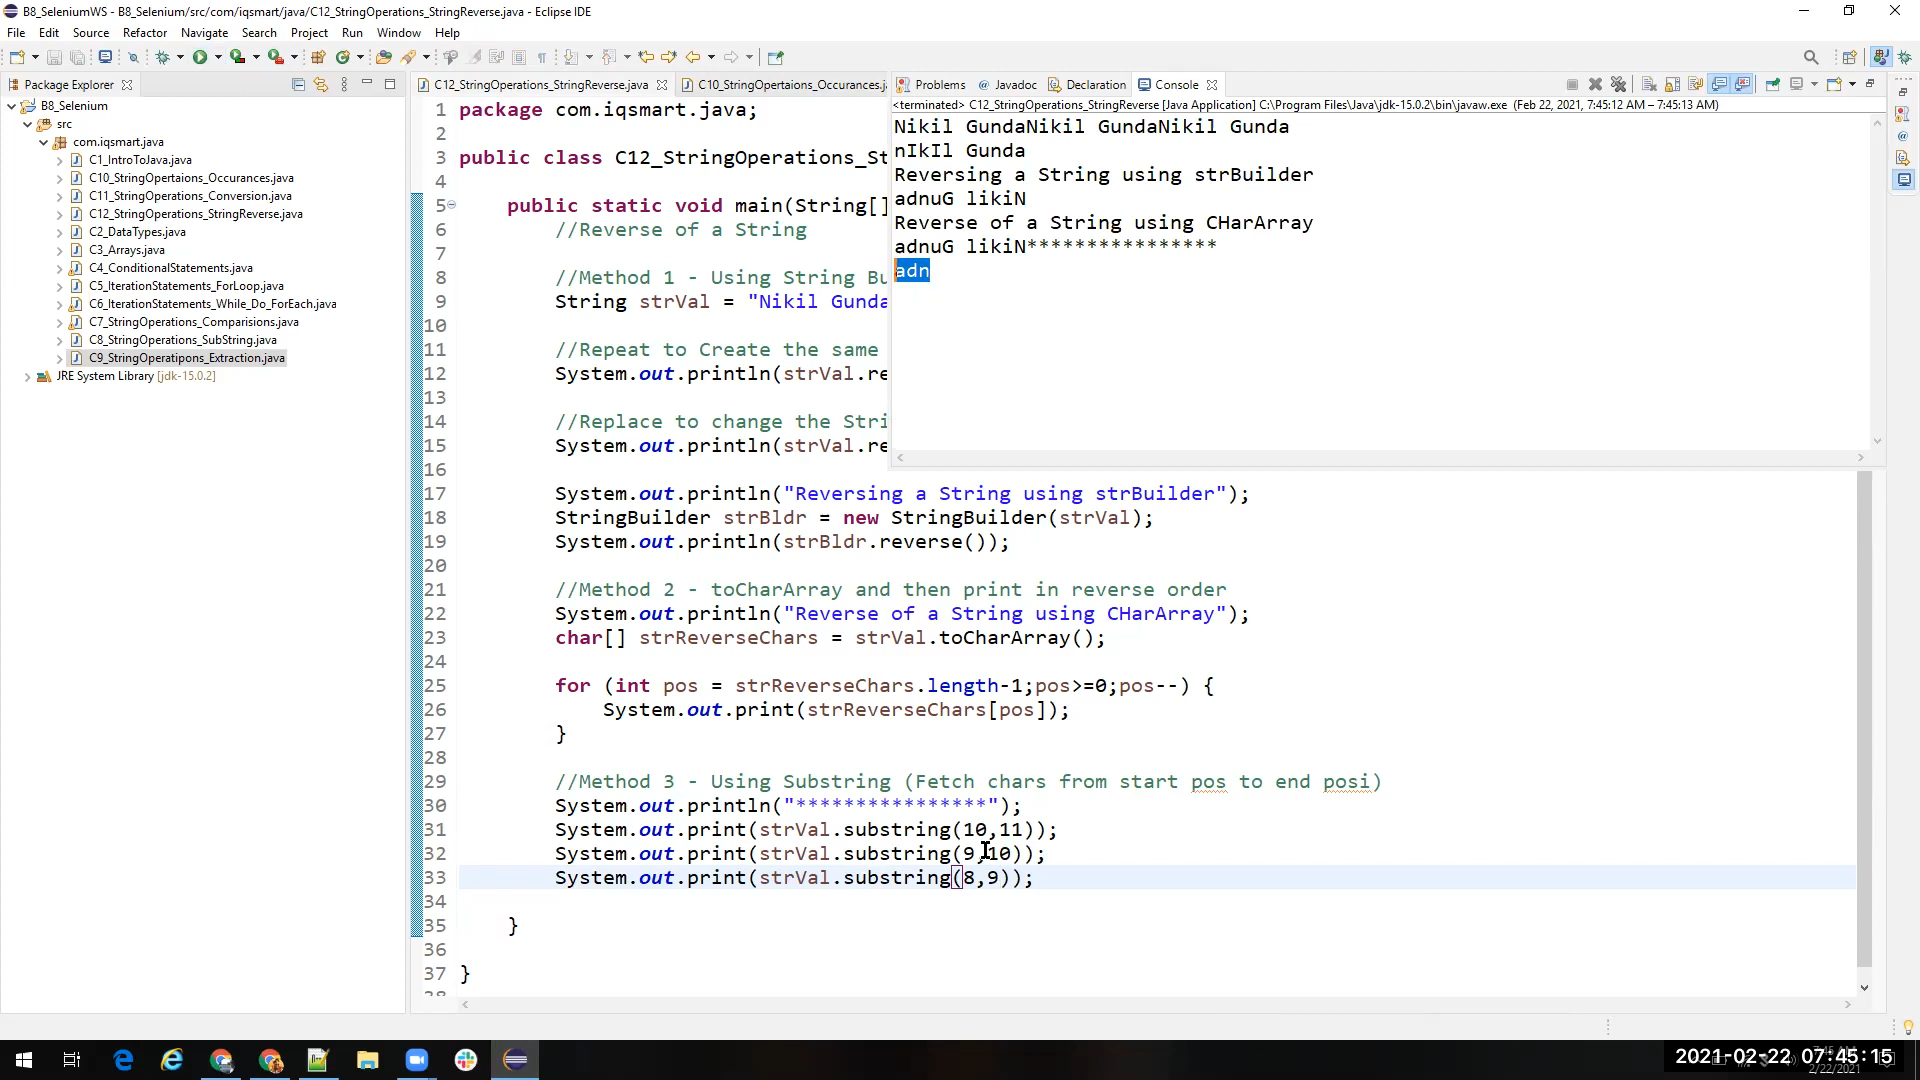 B8_SeleniumWS - B8_Selenium/src/com/iqsmart/java/C12_StringOperations_StringReverse.java - Eclipse IDE
File Edit Source Refactor Navigate Search Project Run Window Help
Package Explorer
B8_Selenium
src
com.iqsmart.java
C1_IntroToJava.java
C10_StringOpertaions_Occurances.java
C11_StringOperations_Conversion.java
C12_StringOperations_StringReverse.java
C2_DataTypes.java
C3_Arrays.java
C4_ConditionalStatements.java
C5_IterationStatements_ForLoop.java
C6_IterationStatements_While_Do_ForEach.java
C7_StringOperations_Comparisions.java
C8_StringOperations_SubString.java
C9_StringOperatipons_Extraction.java
JRE System Library [jdk-15.0.2]
C12_StringOperations_StringReverse.java C10_StringOpertaions_Occurances.j
1 package com.iqsmart.java;
2
3 public class C12_StringOperations_St
4
5 public static void main(String[]
6 //Reverse of a String
7
8 //Method 1 - Using String Bu
9 String strVal = "Nikil Gunda
10
11 //Repeat to Create the same
12 System.out.println(strVal.re
13
14 //Replace to change the Stri
15 System.out.println(strVal.re
16
17 System.out.println("Reversing a String using strBuilder");
18 StringBuilder strBldr = new StringBuilder(strVal);
19 System.out.println(strBldr.reverse());
20
21 //Method 2 - toCharArray and then print in reverse order
22 System.out.println("Reverse of a String using CHarArray");
23 char[] strReverseChars = strVal.toCharArray();
24
25 for (int pos = strReverseChars.length-1;pos>=0;pos--) {
26 System.out.print(strReverseChars[pos]);
27 }
28
29 //Method 3 - Using Substring (Fetch chars from start pos to end posi)
30 System.out.println("****************");
31 System.out.print(strVal.substring(10,11));
32 System.out.print(strVal.substring(9,10));
33 System.out.print(strVal.substring(8,9));
34
35 }
36
37 }
Problems Javadoc Declaration Console
<terminated> C12_StringOperations_StringReverse [Java Application] C:\Program Files\Java\jdk-15.0.2\bin\javaw.exe (Feb 22, 2021, 7:45:12 AM – 7:45:13 AM)
Nikil GundaNikil GundaNikil Gunda
nIkIl Gunda
Reversing a String using strBuilder
adnuG likiN
Reverse of a String using CHarArray
adnuG likiN****************
adn
2021-02-22 07:45:15
2/22/2021